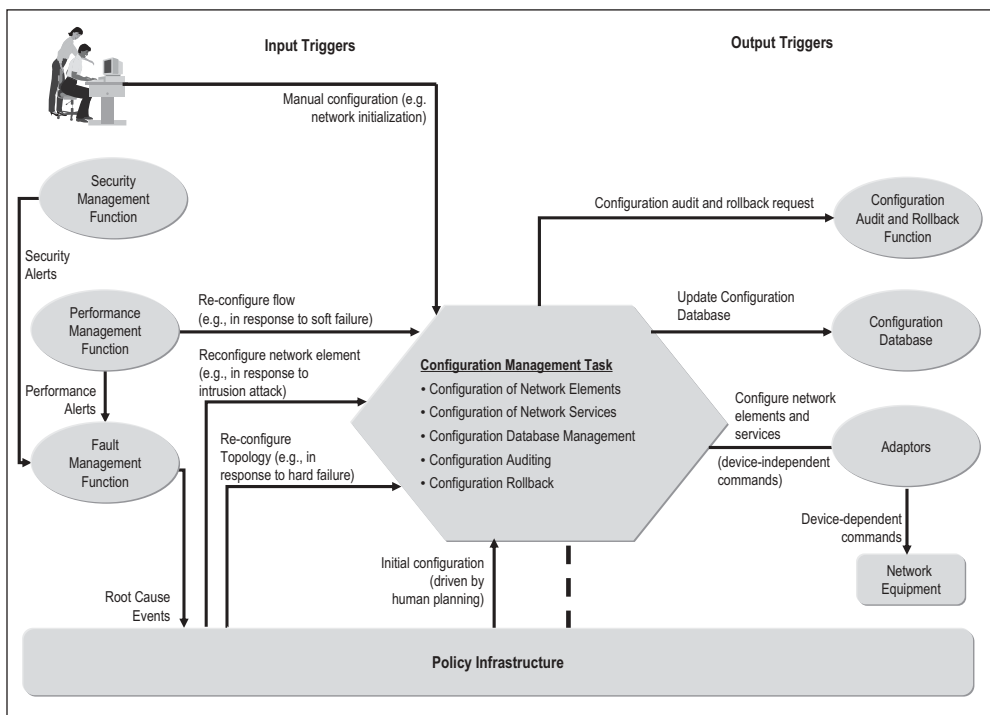 Input Triggers
Output Triggers
Manual configuration (e.g.
network initialization)
Security
Management
Function
Configuration audit and rollback request
Configuration
Audit and Rollback
Function
Security
Alerts
Re-configure flow
(e.g., in response to soft failure)
Performance
Management
Function
Update Configuration
Database
Configuration
Database
Reconfigure network element
(e.g., in response to
intrusion attack)
Configuration Management Task
• Configuration of Network Elements
• Configuration of Network Services
• Configuration Database Management
• Configuration Auditing
• Configuration Rollback
Performance
Alerts
Configure network
elements and
services
(device-independent
commands)
Adaptors
Fault
Management
Function
Re-configure
Topology (e.g., in
response to hard failure)
Device-dependent
commands
Initial configuration
(driven by
human planning)
Network
Equipment
Root Cause
Events
Policy Infrastructure